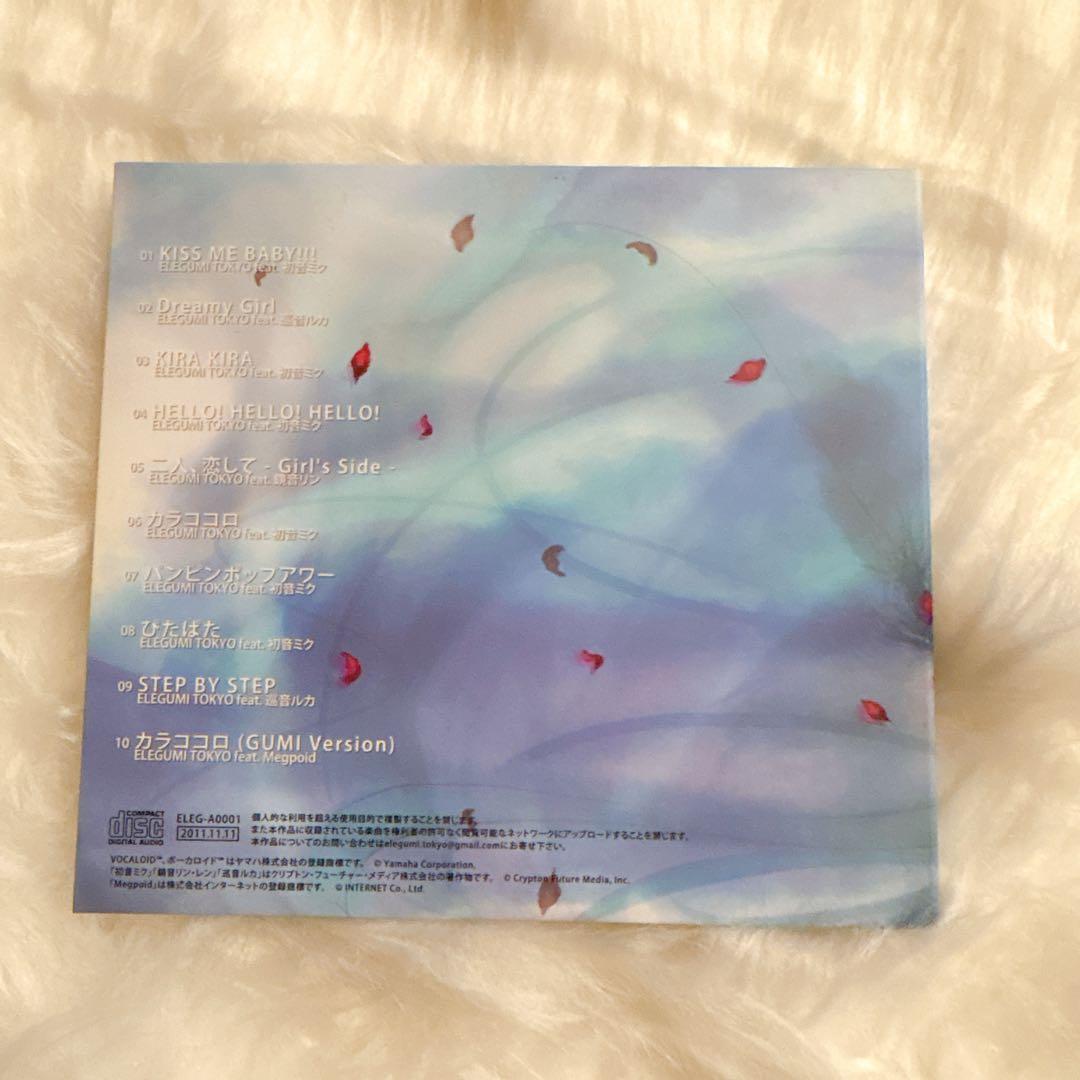 01 KISS ME BABY!!!
ELEGUMI TOKYO feat. 初音ミク
02 Dreamy Girl
ELEGUMI TOKYO feat. 巡音ルカ
03 KIRA KIRA
ELEGUMI TOKYO feat. 初音ミク
04 HELLO! HELLO! HELLO!
ELEGUMI TOKYO feat. 初音ミク
05 二人、恋して - Girl's Side -
ELEGUMI TOKYO feat. 鏡音リン
06 カラココロ
ELEGUMI TOKYO feat. 初音ミク
07 パンピンポップアワー
ELEGUMI TOKYO feat. 初音ミク
08 ひたはた
ELEGUMI TOKYO feat. 初音ミク
09 STEP BY STEP
ELEGUMI TOKYO feat. 巡音ルカ
10 カラココロ (GUMI Version)
ELEGUMI TOKYO feat. Megpoid
COMPACT disc DIGITAL AUDIO
ELEG-A0001
2011.11.11
個人的な利用を超える使用目的で複製することを禁じます。
また本作品に収録されている楽曲を権利者の許可なく閲覧可能なネットワークにアップロードすることを禁じます。
本作品についてのお問い合わせはelegumi.tokyo@gmail.comにお寄せ下さい。
VOCALOID™、ボーカロイド™はヤマハ株式会社の登録商標です。 © Yamaha Corporation.
「初音ミク」「鏡音リン・レン」「巡音ルカ」はクリプトン・フューチャー・メディア株式会社の著作物です。 © Crypton Future Media, Inc.
「Megpoid」は株式会社インターネットの登録商標です。 © INTERNET Co., Ltd.